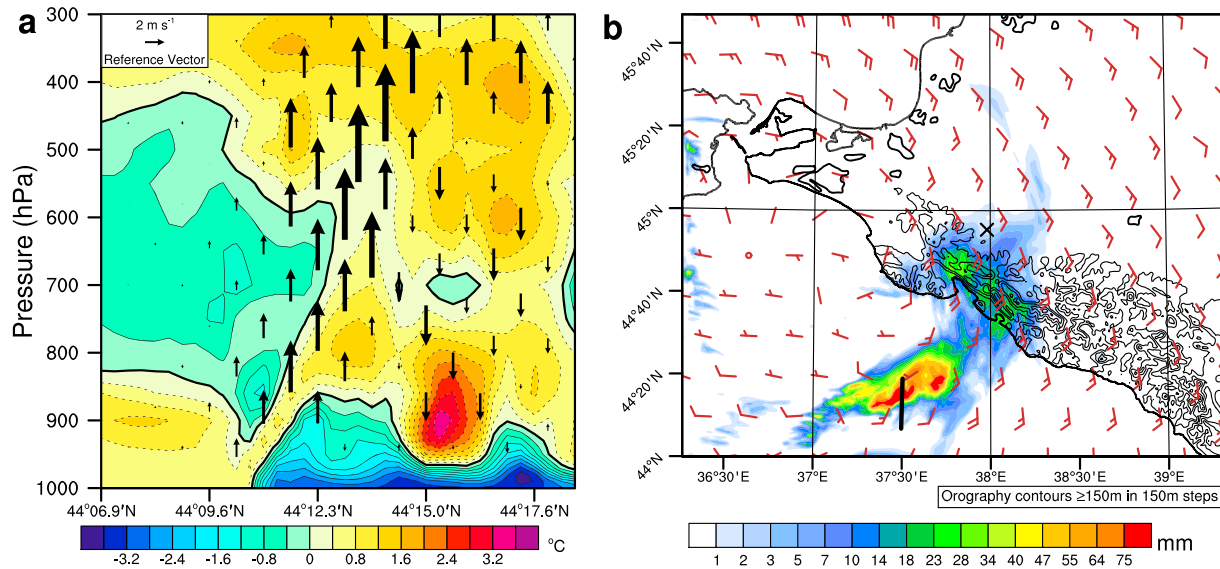 a
2 m s⁻¹
Reference Vector
Pressure (hPa)
300
400
500
600
700
800
900
1000
44°06.9'N 44°09.6'N 44°12.3'N 44°15.0'N 44°17.6'N
-3.2 -2.4 -1.6 -0.8 0 0.8 1.6 2.4 3.2 °C
b
45°40'N
45°20'N
45°N
44°40'N
44°20'N
44°N
36°30'E 37°E 37°30'E 38°E 38°30'E 39°E
Orography contours ≥150m in 150m steps
1 2 3 5 7 10 14 18 23 28 34 40 47 55 64 75 mm